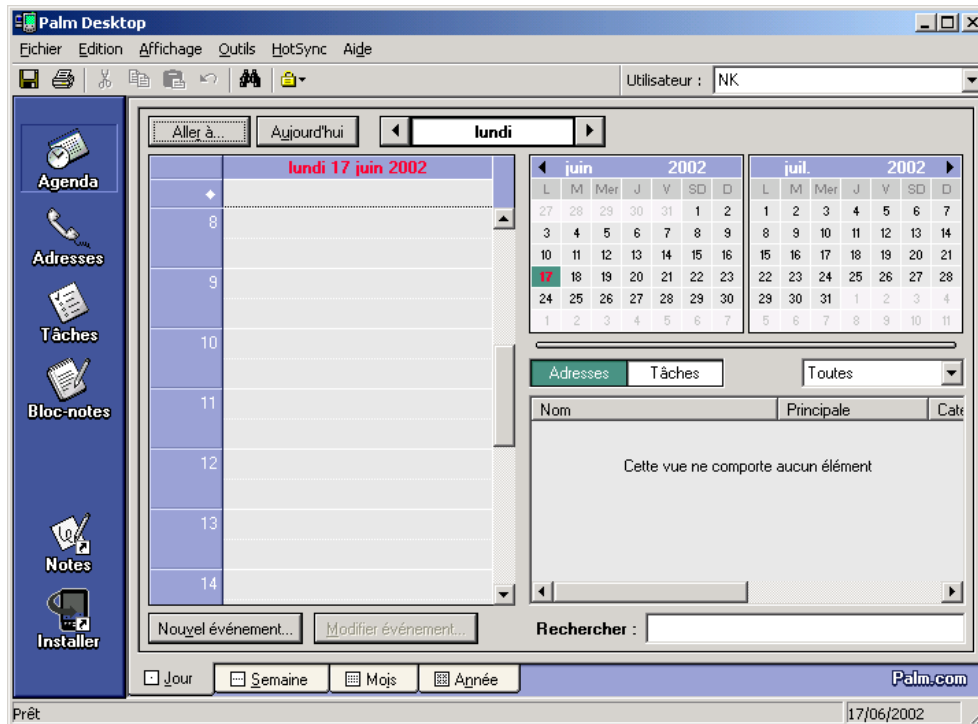 Palm Desktop
Fichier Edition Affichage Outils HotSync Aide
Utilisateur : NK
Agenda
Adresses
Tâches
Bloc-notes
Notes
Installer
Aller à... Aujourd'hui lundi
lundi 17 juin 2002
8
9
10
11
12
13
14
Nouvel événement... Modifier événement...
juin 2002
L M Mer J V SD D
27 28 29 30 31 1 2
3 4 5 6 7 8 9
10 11 12 13 14 15 16
17 18 19 20 21 22 23
24 25 26 27 28 29 30
1 2 3 4 5 6 7
juil. 2002
L M Mer J V SD D
1 2 3 4 5 6 7
8 9 10 11 12 13 14
15 16 17 18 19 20 21
22 23 24 25 26 27 28
29 30 31 1 2 3 4
5 6 7 8 9 10 11
Adresses Tâches Toutes
Nom Principale Caté
Cette vue ne comporte aucun élément
Rechercher :
Jour Semaine Mois Année
Palm.com
Prêt 17/06/2002